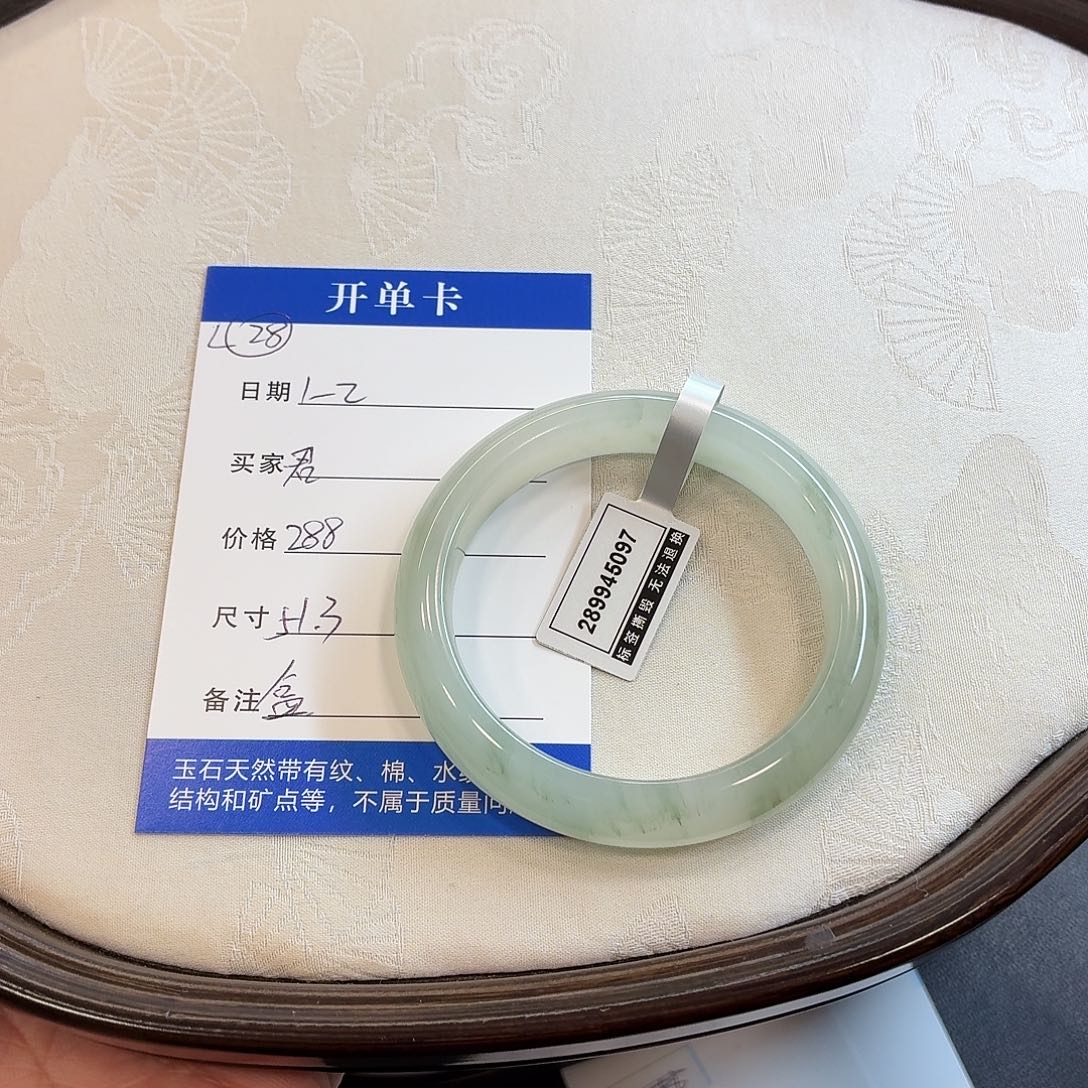 开单卡
L 28
日期 1-2
买家 君
价格 288
尺寸 51.3
备注 盒
玉石天然带有纹、棉、水
结构和矿点等，不属于质量问
289945097
标签撕毁 无法退换